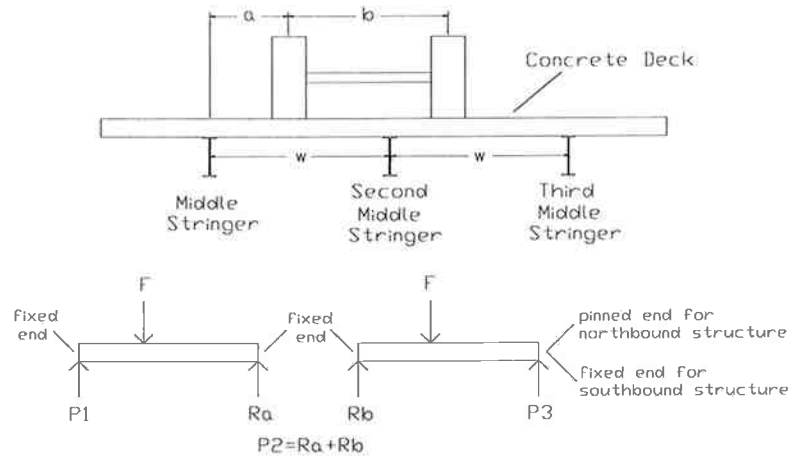 a
b
Concrete Deck
w
w
Middle
Stringer
Second
Middle
Stringer
Third
Middle
Stringer
F
F
fixed
end
fixed
end
pinned end for
northbound structure
fixed end for
southbound structure
P1
Ra
Rb
P3
P2=Ra+Rb